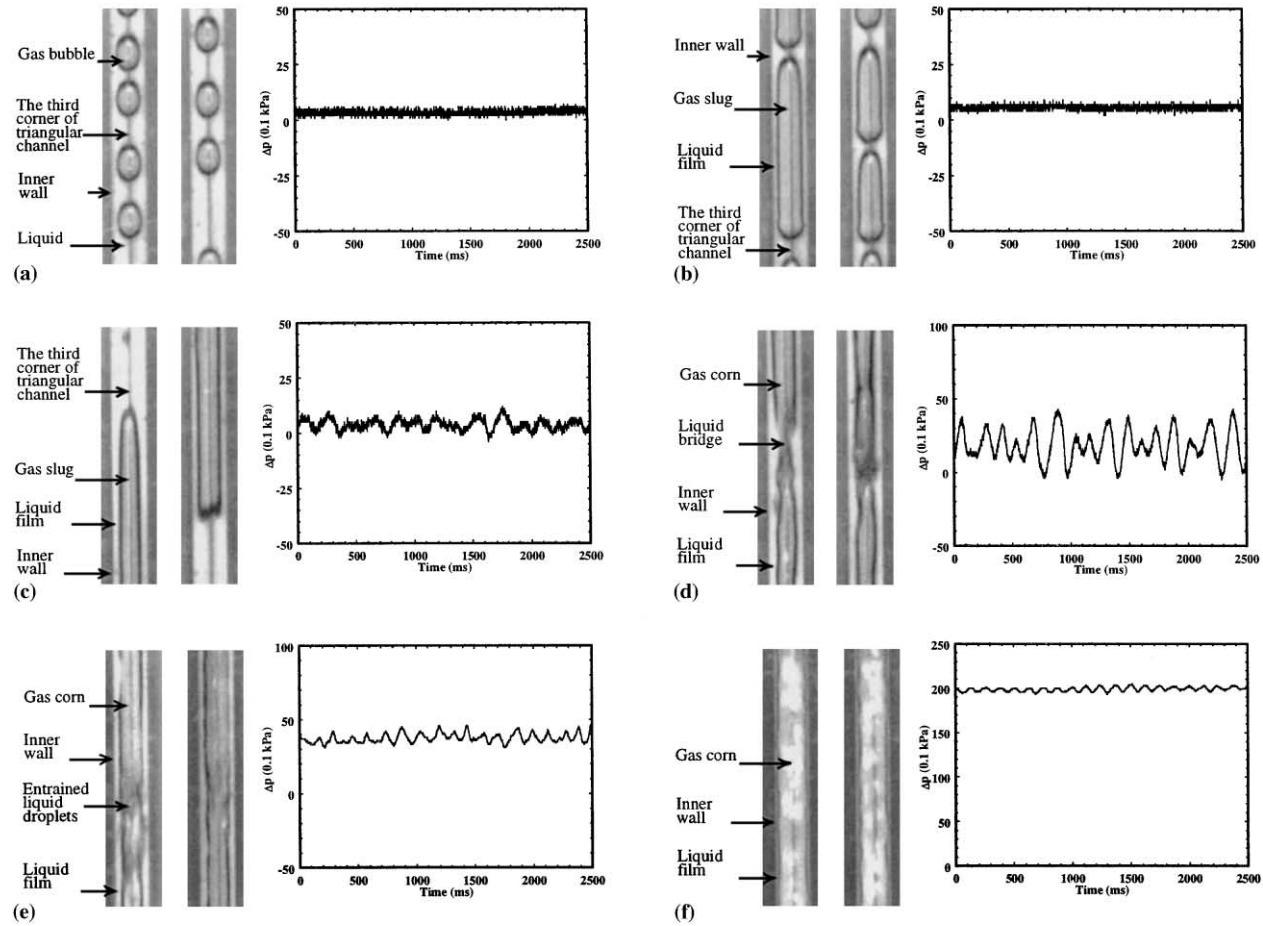 Gas bubble
The third
corner of
triangular
channel
Inner
wall
Liquid
(a)
50
25
0
-25
-50
Δp (0.1 kPa)
0 500 1000 1500 2000 2500
Time (ms)
Inner wall
Gas slug
Liquid
film
The third
corner of
triangular
channel
(b)
50
25
0
-25
-50
Δp (0.1 kPa)
0 500 1000 1500 2000 2500
Time (ms)
The third
corner of
triangular
channel
Gas slug
Liquid
film
Inner
wall
(c)
50
25
0
-25
-50
Δp (0.1 kPa)
0 500 1000 1500 2000 2500
Time (ms)
Gas corn
Liquid
bridge
Inner
wall
Liquid
film
(d)
100
50
0
-50
Δp (0.1 kPa)
0 500 1000 1500 2000 2500
Time (ms)
Gas corn
Inner
wall
Entrained
liquid
droplets
Liquid
film
(e)
100
50
0
-50
Δp (0.1 kPa)
0 500 1000 1500 2000 2500
Time (ms)
Gas corn
Inner
wall
Liquid
film
(f)
250
200
150
100
50
0
Δp (0.1 kPa)
0 500 1000 1500 2000 2500
Time (ms)